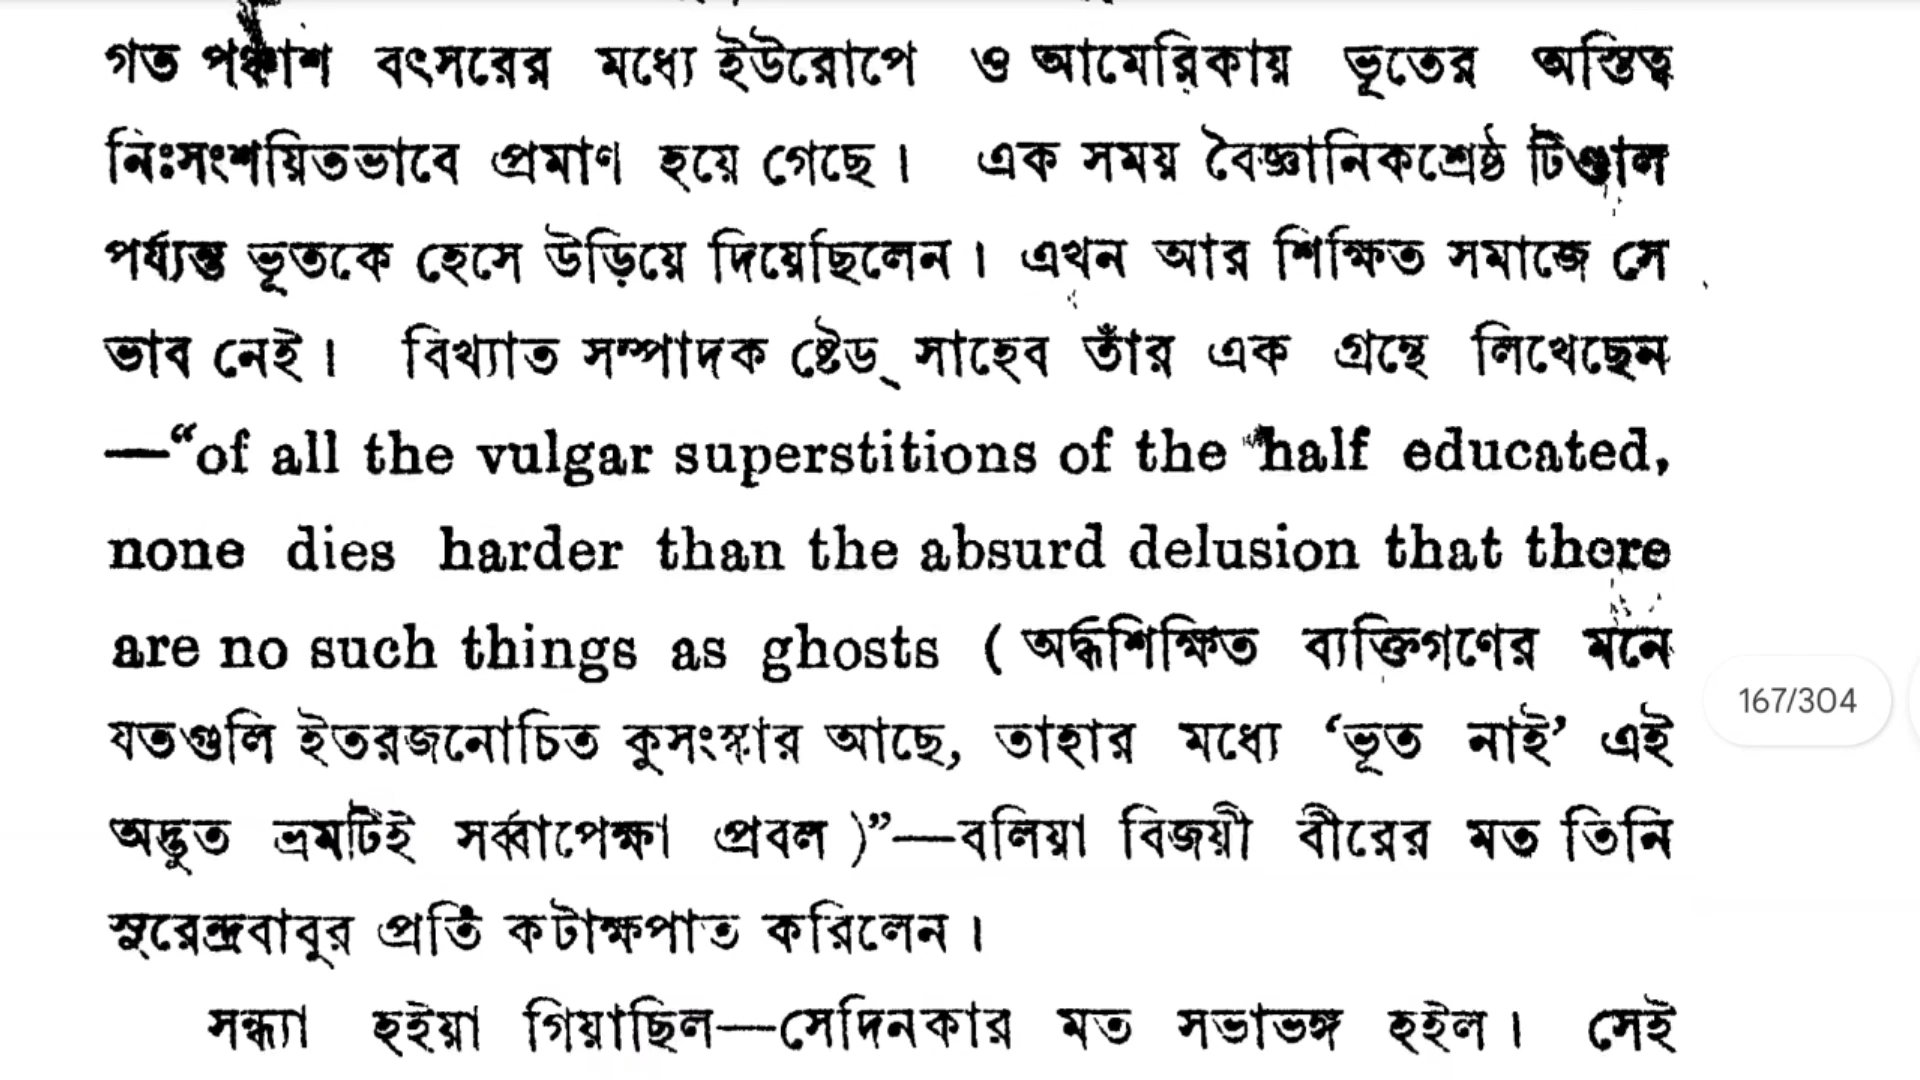 গত পঞ্চাশ বৎসরের মধ্যে ইউরোপে ও আমেরিকায় ভূতের অস্তিত্ব
নিঃসংশয়িতভাবে প্রমাণ হয়ে গেছে। এক সময় বৈজ্ঞানিকশ্রেষ্ঠ টিণ্ডাল
পর্য্যন্ত ভূতকে হেসে উড়িয়ে দিয়েছিলেন। এখন আর শিক্ষিত সমাজে সে
ভাব নেই। বিখ্যাত সম্পাদক ষ্টেড্ সাহেব তাঁর এক গ্রন্থে লিখেছেন
—“of all the vulgar superstitions of the half educated,
none dies harder than the absurd delusion that there
are no such things as ghosts ( অর্দ্ধশিক্ষিত ব্যক্তিগণের মনে
যতগুলি ইতরজনোচিত কুসংস্কার আছে, তাহার মধ্যে ‘ভূত নাই’ এই
অদ্ভুত ভ্রমটিই সর্ব্বাপেক্ষা প্রবল )”—বলিয়া বিজয়ী বীরের মত তিনি
সুরেন্দ্রবাবুর প্রতি কটাক্ষপাত করিলেন।
সন্ধ্যা হইয়া গিয়াছিল—সেদিনকার মত সভাভঙ্গ হইল। সেই
167/304